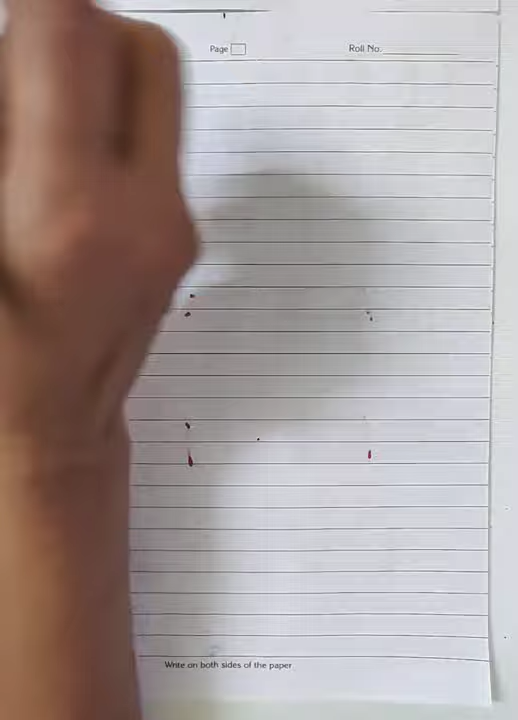 Page
Roll No.
Write on both sides of the paper